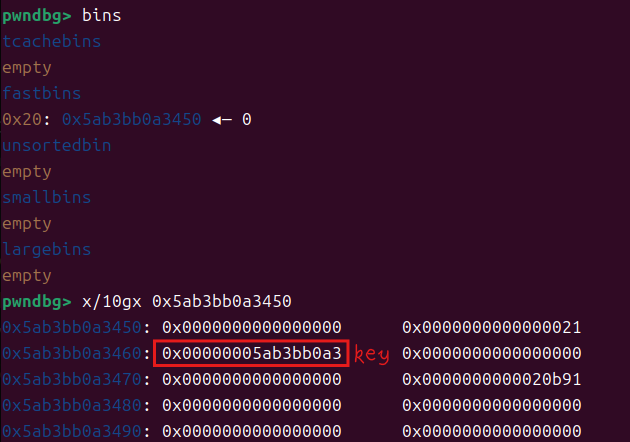 pwndbg> bins
tcachebins
empty
fastbins
0x20: 0x5ab3bb0a3450 ◂— 0
unsortedbin
empty
smallbins
empty
largebins
empty
pwndbg> x/10gx 0x5ab3bb0a3450
0x5ab3bb0a3450: 0x0000000000000000 0x0000000000000021
0x5ab3bb0a3460: 0x00000005ab3bb0a3 key 0x0000000000000000
0x5ab3bb0a3470: 0x0000000000000000 0x0000000000020b91
0x5ab3bb0a3480: 0x0000000000000000 0x0000000000000000
0x5ab3bb0a3490: 0x0000000000000000 0x0000000000000000